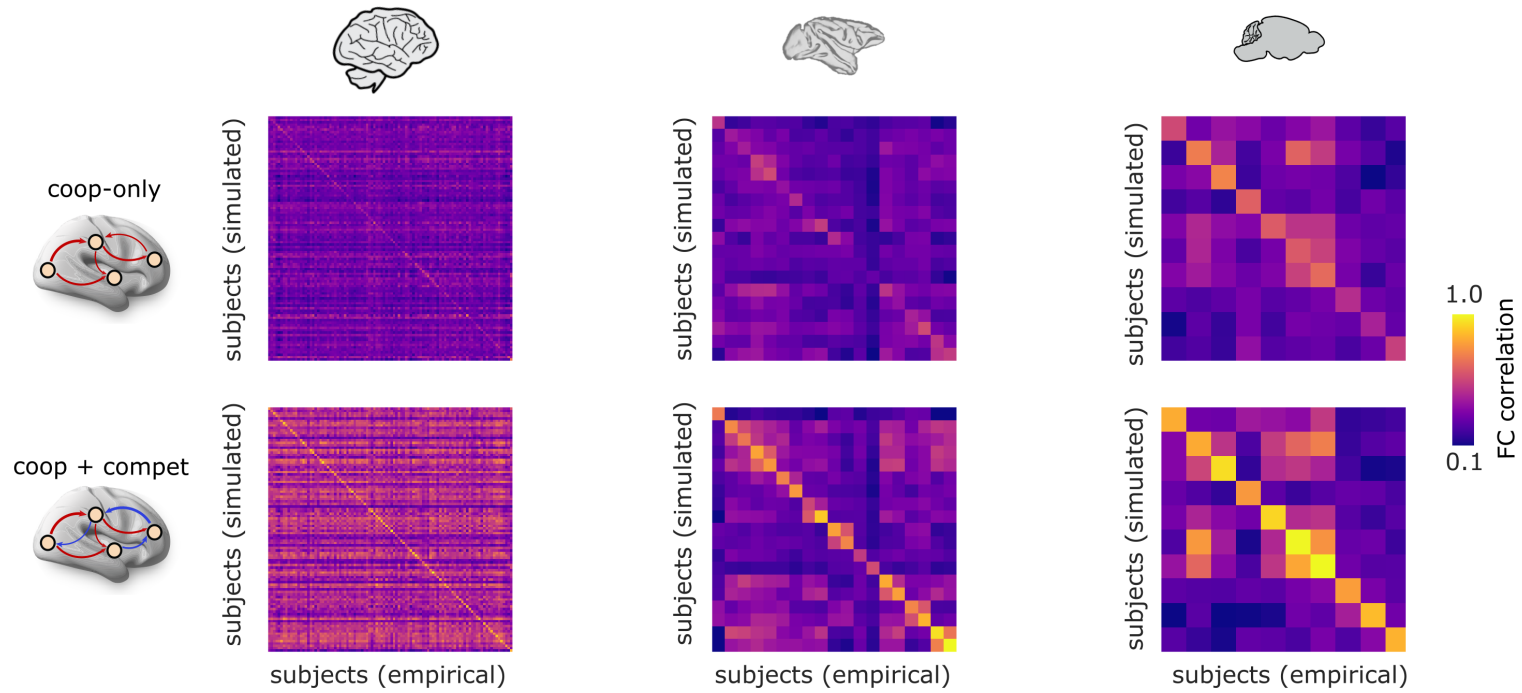 coop-only
subjects (simulated)
subjects (simulated)
subjects (simulated)
1.0
0.1
FC correlation
coop + compet
subjects (simulated)
subjects (simulated)
subjects (simulated)
subjects (empirical)
subjects (empirical)
subjects (empirical)